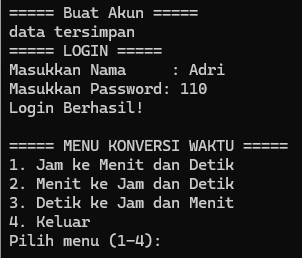 ===== Buat Akun =====
data tersimpan
===== LOGIN =====
Masukkan Nama     : Adri
Masukkan Password: 110
Login Berhasil!

===== MENU KONVERSI WAKTU =====
1. Jam ke Menit dan Detik
2. Menit ke Jam dan Detik
3. Detik ke Jam dan Menit
4. Keluar
Pilih menu (1-4):